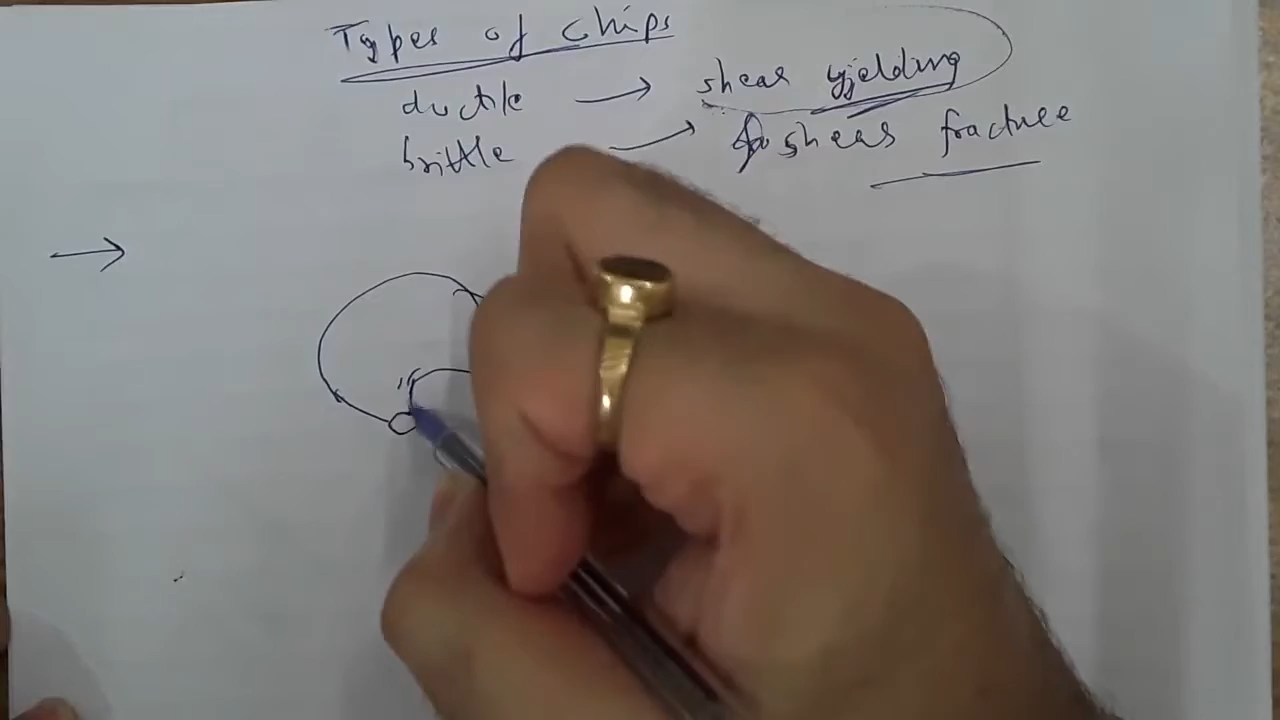 Types of chips
ductile → shear yielding
brittle → shear fracture
→